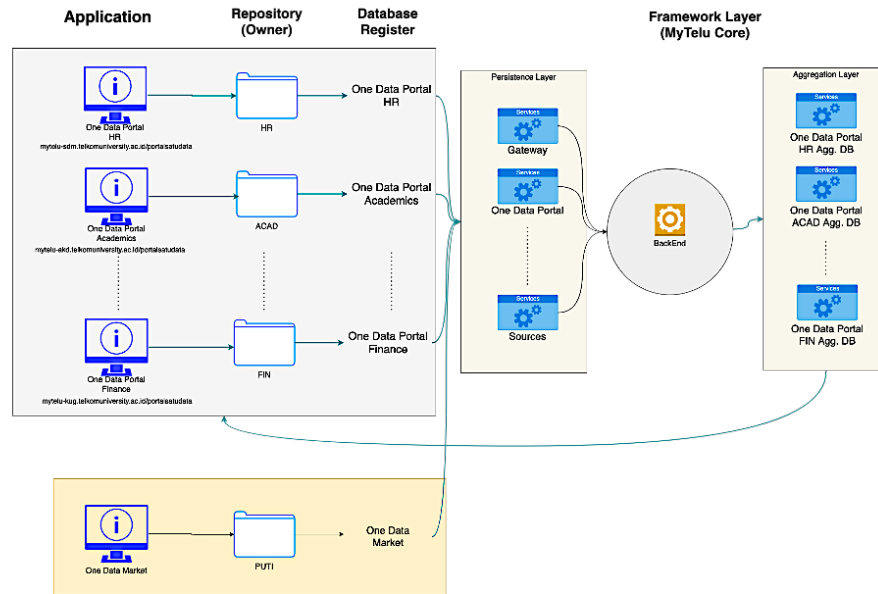 Application
Repository
(Owner)
Database
Register
Framework Layer
(MyTelu Core)
One Data Portal
HR
mytelu-sdm.telkomuniversity.ac.id/portalsatudata
HR
One Data Portal
HR
One Data Portal
Academics
mytelu-akd.telkomuniversity.ac.id/portalsatudata
ACAD
One Data Portal
Academics
One Data Portal
Finance
mytelu-kug.telkomuniversity.ac.id/portalsatudata
FIN
One Data Portal
Finance
Persistence Layer
Services
Gateway
Services
One Data Portal
Services
Sources
BackEnd
Aggregation Layer
Services
One Data Portal
HR Agg. DB
Services
One Data Portal
ACAD Agg. DB
Services
One Data Portal
FIN Agg. DB
One Data Market
PUTI
One Data
Market